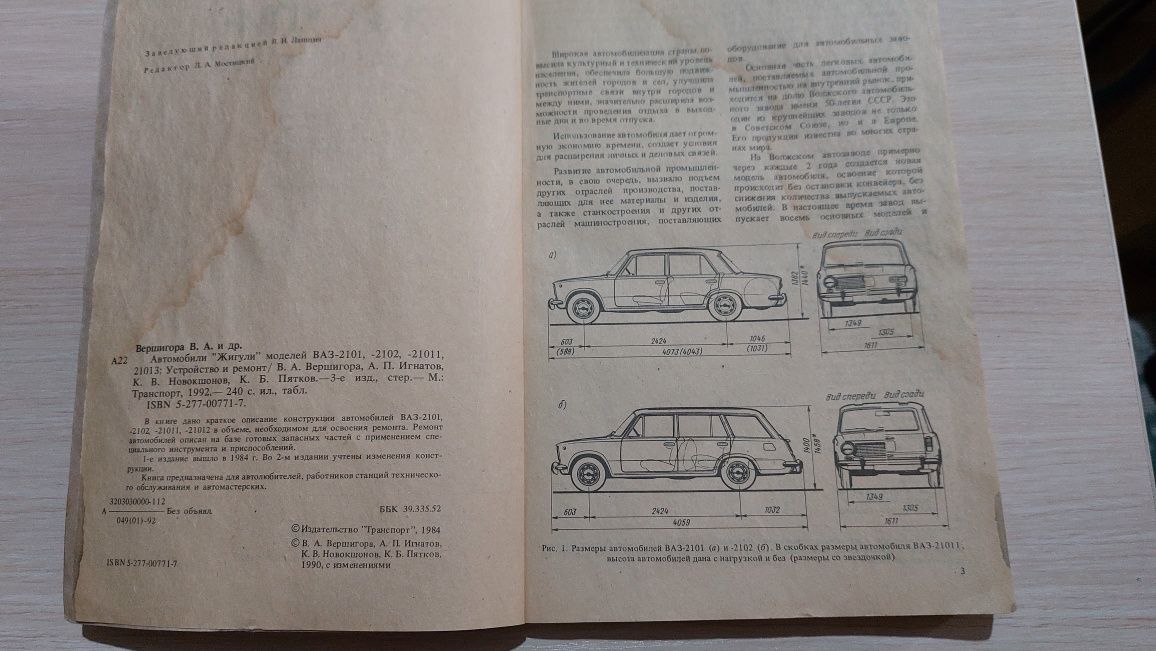 Заведующий редакцией В. И. Лапшин
Редактор Л. А. Мостицкий
Вершигора В. А. и др.
А22 Автомобили "Жигули" моделей ВАЗ-2101, -2102, -21011,
21013: Устройство и ремонт/ В. А. Вершигора, А. П. Игнатов,
К. В. Новокшонов, К. Б. Пятков.—3-е изд., стер.— М.:
Транспорт, 1992.— 240 с. ил., табл.
ISBN 5-277-00771-7.
В книге дано краткое описание конструкции автомобилей ВАЗ-2101,
-2102, -21011, -21012 в объеме, необходимом для освоения ремонта. Ремонт
автомобилей описан на базе готовых запасных частей с применением спе-
циального инструмента и приспособлений.
1-е издание вышло в 1984 г. Во 2-м издании учтены изменения конст-
рукции.
Книга предназначена для автолюбителей, работников станций техническо-
го обслуживания и автомастерских.
3203030000-112
А Без объявл.
049(01)-92
ББК 39.335.52
© Издательство "Транспорт", 1984
© В. А. Вершигора, А. П. Игнатов,
К. В. Новокшонов, К. Б. Пятков,
1990, с изменениями
ISBN 5-277-00771-7
Широкая автомобилизация страны по-
высила культурный и технический уровень
населения, обеспечила большую подвиж-
ность жителей городов и сел, улучшила
транспортные связи внутри городов и
между ними, значительно расширила воз-
можности проведения отдыха в выход-
ные дни и во время отпуска.
Использование автомобиля дает огром-
ную экономию времени, создает условия
для расширения личных и деловых связей.
Развитие автомобильной промышлен-
ности, в свою очередь, вызвало подъем
других отраслей производства, постав-
ляющих для нее материалы и изделия,
а также станкостроения и других от-
раслей машиностроения, поставляющих
оборудование для автомобильных заво-
дов.
Основная часть легковых автомоби-
лей, поставляемых автомобильной про-
мышленностью на внутренний рынок, при-
ходится на долю Волжского автомобиль-
ного завода имени 50-летия СССР. Это
один из крупнейших заводов не только
в Советском Союзе, но и в Европе.
Его продукция известна во многих стра-
нах мира.
На Волжском автозаводе примерно
через каждые 2 года создается новая
модель автомобиля, освоение которой
происходит без остановки конвейера, без
снижения количества выпускаемых авто-
мобилей. В настоящее время завод вы-
пускает восемь основных моделей и
а)
Вид спереди Вид сзади
1382
1440*
603 2424 1046
(588) 4073(4043) (1031)
1349
1305
1611
б)
Вид спереди Вид сзади
1400
1458*
603 2424 1032
4059
1349
1305
1611
Рис. 1. Размеры автомобилей ВАЗ-2101 (а) и -2102 (б). В скобках размеры автомобиля ВАЗ-21011,
высота автомобилей дана с нагрузкой и без (размеры со звездочкой)
3